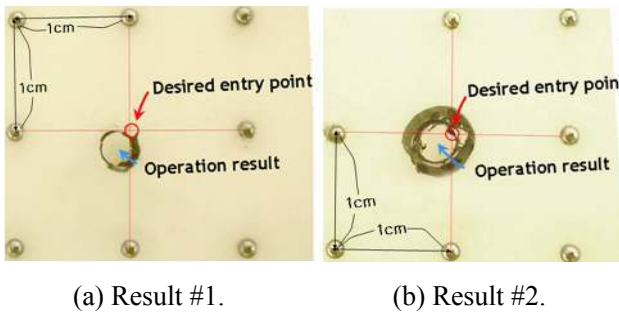 1cm
1cm
Desired entry point
Operation result
Desired entry poin
Operation result
1cm
1cm
(a) Result #1.
(b) Result #2.